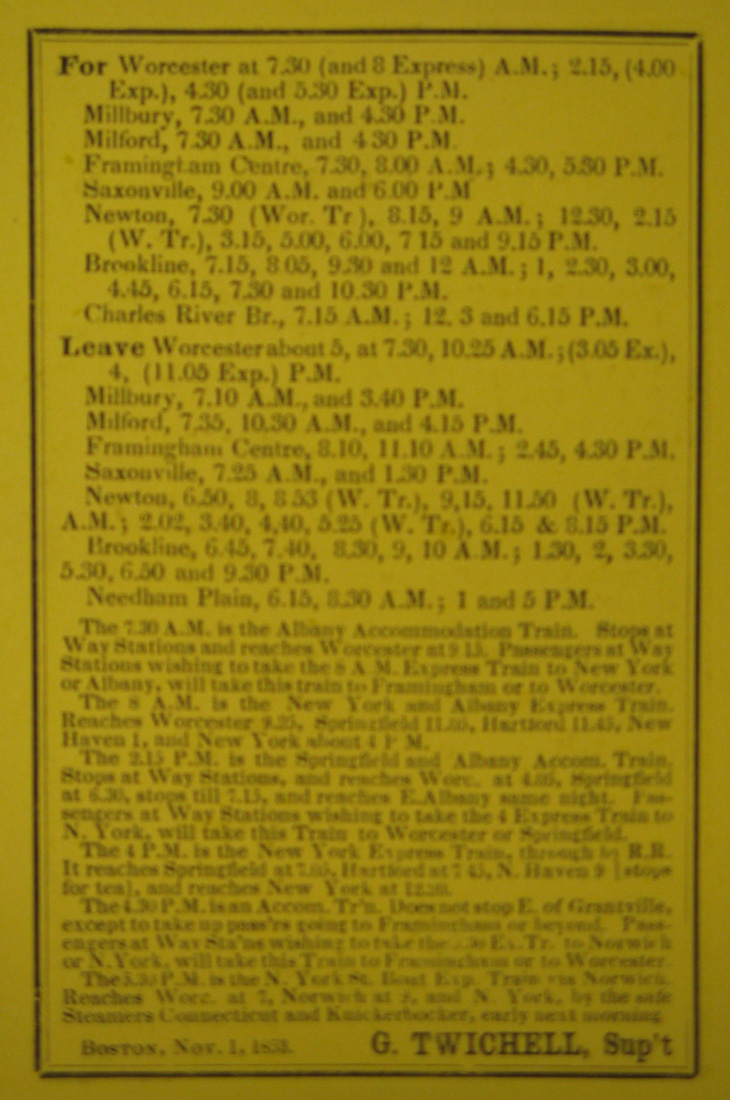 For Worcester at 7.30 (and 8 Express) A.M.; 2.15, (4.00
Exp.), 4.30 (and 5.30 Exp.) P.M.
Millbury, 7.30 A.M., and 4.30 P.M.
Milford, 7.30 A.M., and 4 30 P.M.
Framingham Centre, 7.30, 8.00 A.M.; 4.30, 5.30 P.M.
Saxonville, 9.00 A.M. and 6.00 P.M
Newton, 7.30 (Wor. Tr), 8.15, 9 A.M.; 12.30, 2.15
(W. Tr.), 3.15, 5.00, 6.00, 7 15 and 9.15 P.M.
Brookline, 7.15, 8 05, 9.30 and 12 A.M.; 1, 2.30, 3.00,
4.45, 6.15, 7.30 and 10.30 P.M.
Charles River Br., 7.15 A.M.; 12, 3 and 6.15 P.M.
Leave Worcester about 5, at 7.30, 10.25 A.M.; (3.05 Ex.),
4, (11.05 Exp.) P.M.
Millbury, 7.10 A.M., and 3.40 P.M.
Milford, 7.35, 10.30 A.M., and 4.15 P.M.
Framingham Centre, 8.10, 11.10 A.M.; 2.45, 4.30 P.M.
Saxonville, 7.25 A.M., and 1.30 P.M.
Newton, 6.50, 8, 8 53 (W. Tr.), 9,15, 11.50 (W. Tr.),
A.M.; 2.02, 3.40, 4,40, 5.25 (W. Tr.), 6.15 & 8.15 P.M.
Brookline, 6.45, 7.40, 8.30, 9, 10 A.M.; 1.30, 2, 3.30,
5.30, 6.50 and 9.30 P.M.
Needham Plain, 6.15, 8.30 A.M.; 1 and 5 P.M.
The 7.30 A.M. is the Albany Accommodation Train. Stops at
Way Stations and reaches Worcester at 9 15. Passengers at Way
Stations wishing to take the 8 A M. Express Train to New York
or Albany, will take this train to Framingham or to Worcester.
The 8 A.M. is the New York and Albany Express Train.
Reaches Worcester 9.25, Springfield 11.05, Hartford 11.45, New
Haven 1, and New York about 4 P M.
The 2.15 P.M. is the Springfield and Albany Accom. Train.
Stops at Way Stations, and reaches Worc. at 4.05, Springfield
at 6.30, stops till 7.15, and reaches E.Albany same night. Pas-
sengers at Way Stations wishing to take the 4 Express Train to
N. York, will take this Train to Worcester or Springfield.
The 4 P.M. is the New York Express Train, through by R.R.
It reaches Springfield at 7.05, Hartford at 7 45, N. Haven 9 [stops
for tea], and reaches New York at
The 4.30 P.M. is an Accom. Tr'n. Does not stop E. of Grantville,
except to take up pass'rs going to Framingham or beyond. Pass-
engers at Way Sta'ns wishing to take the Ex. Tr. to Norwich
or N.York, will take this Train to Framingham or to Worcester.
The 5.30 P.M. is the N. York St. Boat Exp. Train via Norwich.
Reaches Worc. at 7, Norwich at 9, and N. York, by the safe
Steamers Connecticut and Knickerbocker, early next morning.
Boston, Nov. 1, 1853. G. TWICHELL, Sup't